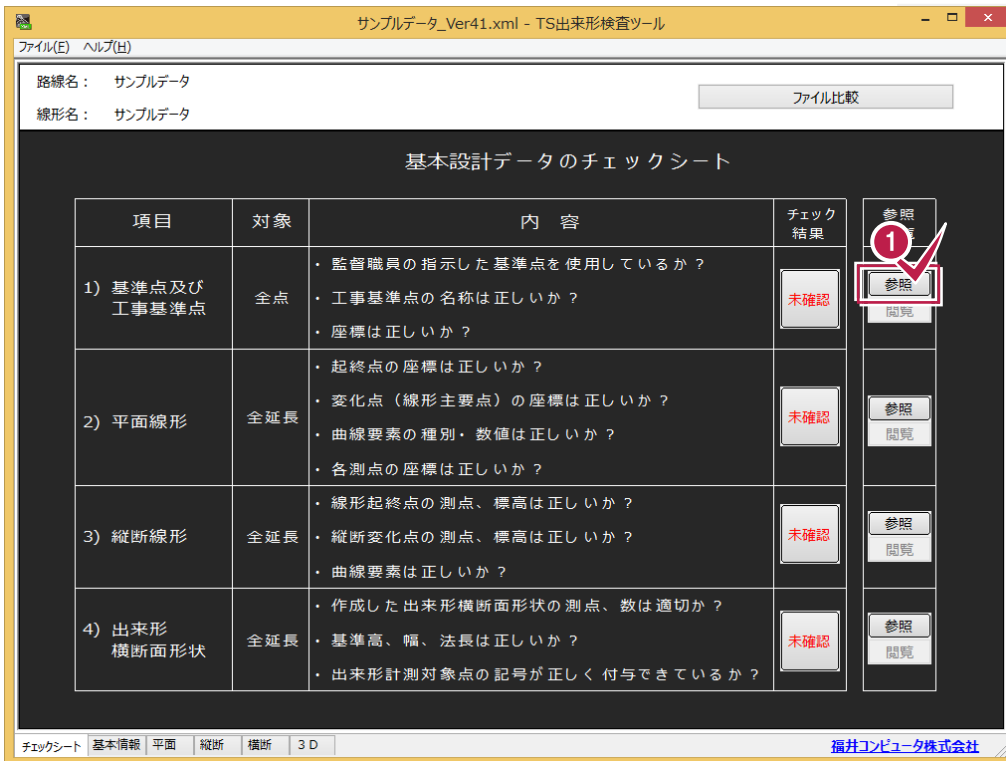 サンプルデータ_Ver41.xml - TS出来形検査ツール
ファイル(F) ヘルプ(H)
路線名： サンプルデータ
ファイル比較
線形名： サンプルデータ
基本設計データのチェックシート
項目 対象 内 容 チェック結果 参照
1
1) 基準点及び工事基準点 全点
・ 監督職員の指示した基準点を使用しているか？
・ 工事基準点の名称は正しいか？
・ 座標は正しいか？
未確認
参照
閲覧
2) 平面線形 全延長
・ 起終点の座標は正しいか？
・ 変化点（線形主要点）の座標は正しいか？
・ 曲線要素の種別・数値は正しいか？
・ 各測点の座標は正しいか？
未確認
参照
閲覧
3) 縦断線形 全延長
・ 線形起終点の測点、標高は正しいか？
・ 縦断変化点の測点、標高は正しいか？
・ 曲線要素は正しいか？
未確認
参照
閲覧
4) 出来形横断面形状 全延長
・ 作成した出来形横断面形状の測点、数は適切か？
・ 基準高、幅、法長は正しいか？
・ 出来形計測対象点の記号が正しく付与できているか？
未確認
参照
閲覧
チェックシート 基本情報 平面 縦断 横断 3D
福井コンピュータ株式会社